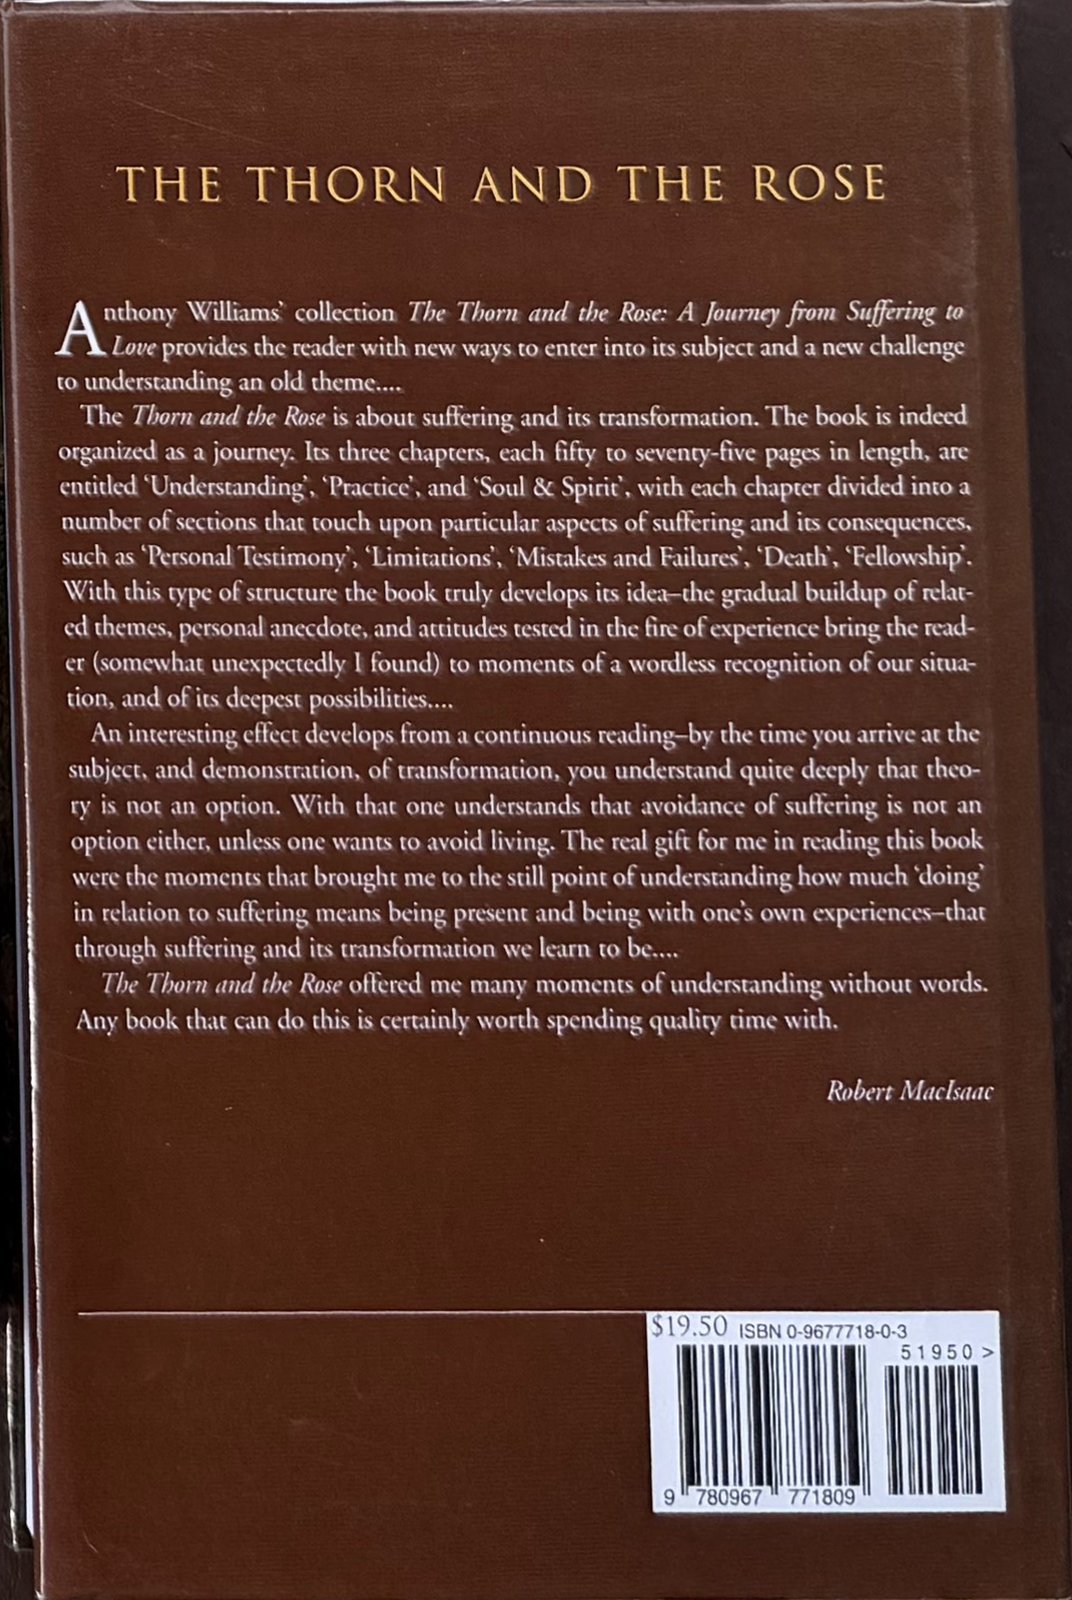 THE THORN AND THE ROSE
Anthony Williams’ collection The Thorn and the Rose: A Journey from Suffering to
Love provides the reader with new ways to enter into its subject and a new challenge
to understanding an old theme....
The Thorn and the Rose is about suffering and its transformation. The book is indeed
organized as a journey. Its three chapters, each fifty to seventy-five pages in length, are
entitled ‘Understanding’, ‘Practice’, and ‘Soul & Spirit’, with each chapter divided into a
number of sections that touch upon particular aspects of suffering and its consequences,
such as ‘Personal Testimony’, ‘Limitations’, ‘Mistakes and Failures’, ‘Death’, ‘Fellowship’.
With this type of structure the book truly develops its idea–the gradual buildup of relat-
ed themes, personal anecdote, and attitudes tested in the fire of experience bring the read-
er (somewhat unexpectedly I found) to moments of a wordless recognition of our situa-
tion, and of its deepest possibilities....
An interesting effect develops from a continuous reading–by the time you arrive at the
subject, and demonstration, of transformation, you understand quite deeply that theo-
ry is not an option. With that one understands that avoidance of suffering is not an
option either, unless one wants to avoid living. The real gift for me in reading this book
were the moments that brought me to the still point of understanding how much ‘doing’
in relation to suffering means being present and being with one’s own experiences–that
through suffering and its transformation we learn to be....
The Thorn and the Rose offered me many moments of understanding without words.
Any book that can do this is certainly worth spending quality time with.
Robert MacIsaac
$19.50 ISBN 0-9677718-0-3
51950>
9 780967 771809